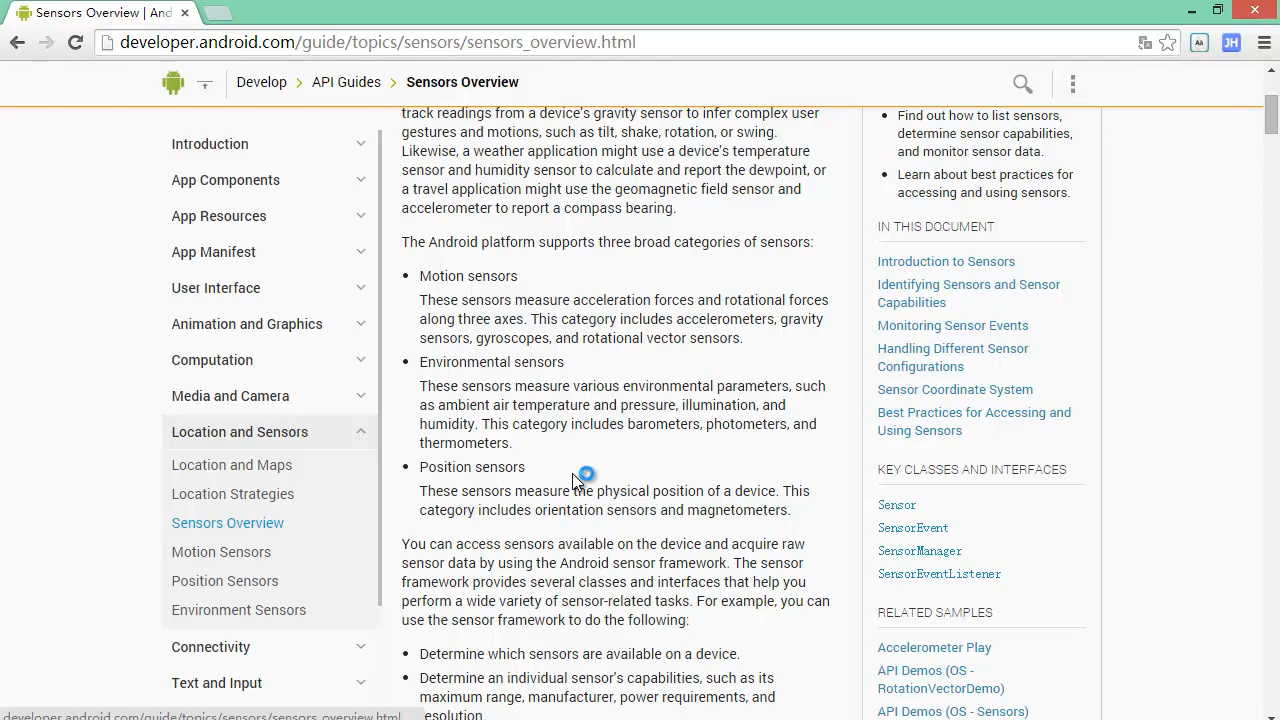 Sensors Overview | And
developer.android.com/guide/topics/sensors/sensors_overview.html
Aa
JH
Develop > API Guides > Sensors Overview
Introduction
App Components
App Resources
App Manifest
User Interface
Animation and Graphics
Computation
Media and Camera
Location and Sensors
Location and Maps
Location Strategies
Sensors Overview
Motion Sensors
Position Sensors
Environment Sensors
Connectivity
Text and Input
track readings from a device's gravity sensor to infer complex user
gestures and motions, such as tilt, shake, rotation, or swing.
Likewise, a weather application might use a device's temperature
sensor and humidity sensor to calculate and report the dewpoint, or
a travel application might use the geomagnetic field sensor and
accelerometer to report a compass bearing.
The Android platform supports three broad categories of sensors:
• Motion sensors
These sensors measure acceleration forces and rotational forces
along three axes. This category includes accelerometers, gravity
sensors, gyroscopes, and rotational vector sensors.
• Environmental sensors
These sensors measure various environmental parameters, such
as ambient air temperature and pressure, illumination, and
humidity. This category includes barometers, photometers, and
thermometers.
• Position sensors
These sensors measure the physical position of a device. This
category includes orientation sensors and magnetometers.
You can access sensors available on the device and acquire raw
sensor data by using the Android sensor framework. The sensor
framework provides several classes and interfaces that help you
perform a wide variety of sensor-related tasks. For example, you can
use the sensor framework to do the following:
• Determine which sensors are available on a device.
• Determine an individual sensor's capabilities, such as its
maximum range, manufacturer, power requirements, and
resolution.
• Find out how to list sensors,
determine sensor capabilities,
and monitor sensor data.
• Learn about best practices for
accessing and using sensors.
IN THIS DOCUMENT
Introduction to Sensors
Identifying Sensors and Sensor
Capabilities
Monitoring Sensor Events
Handling Different Sensor
Configurations
Sensor Coordinate System
Best Practices for Accessing and
Using Sensors
KEY CLASSES AND INTERFACES
Sensor
SensorEvent
SensorManager
SensorEventListener
RELATED SAMPLES
Accelerometer Play
API Demos (OS -
RotationVectorDemo)
API Demos (OS - Sensors)
developer.android.com/guide/topics/sensors/sensors_overview.html